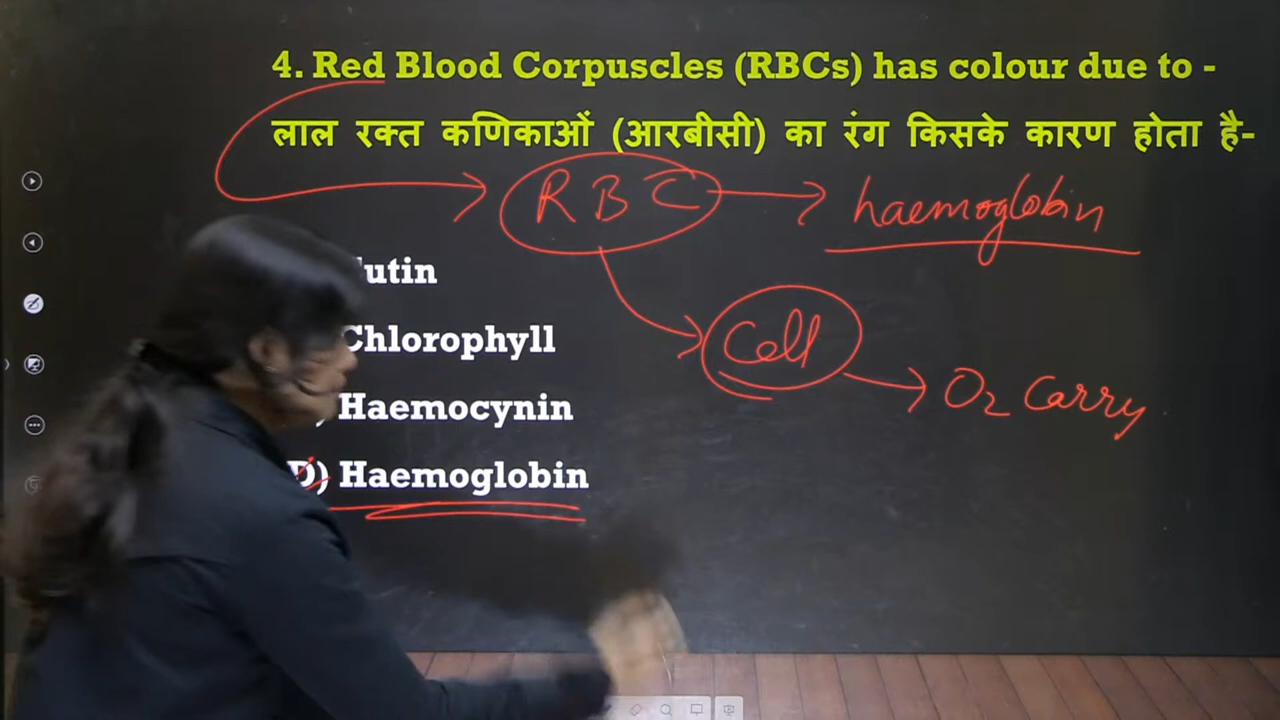 4. Red Blood Corpuscles (RBCs) has colour due to -
लाल रक्त कणिकाओं (आरबीसी) का रंग किसके कारण होता है-
RBC
haemoglobin
Chlorophyll
Cell
O2 Carry
Haemocynin
D) Haemoglobin